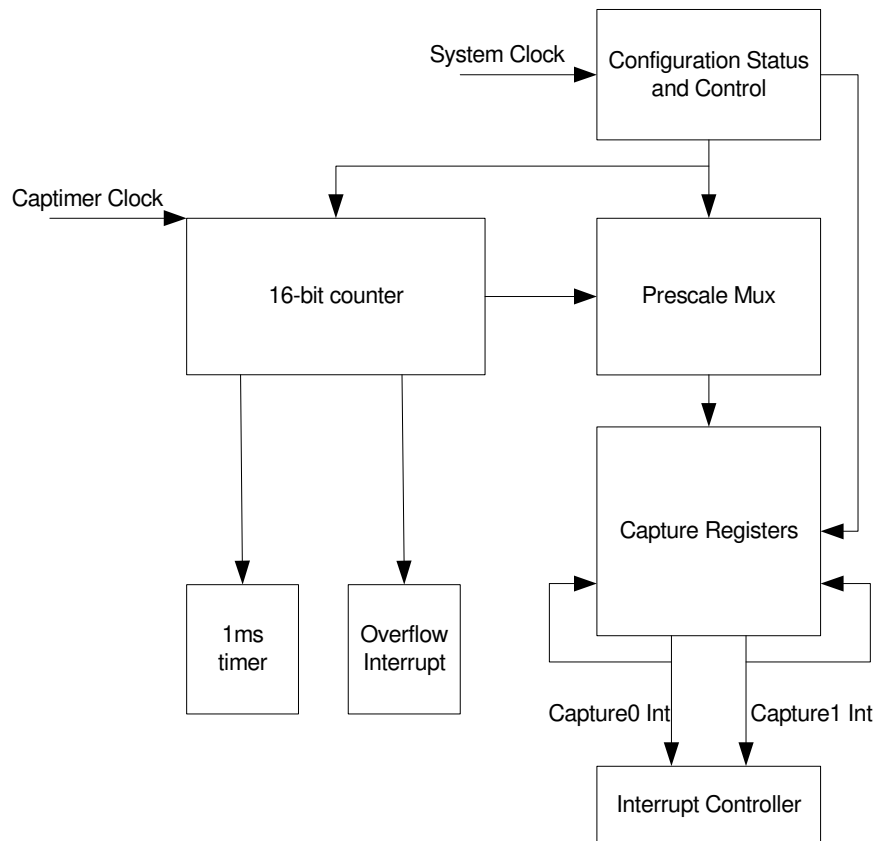 System Clock
Configuration Status
and Control
Captimer Clock
16-bit counter
Prescale Mux
Capture Registers
1ms
timer
Overflow
Interrupt
Capture0 Int
Capture1 Int
Interrupt Controller